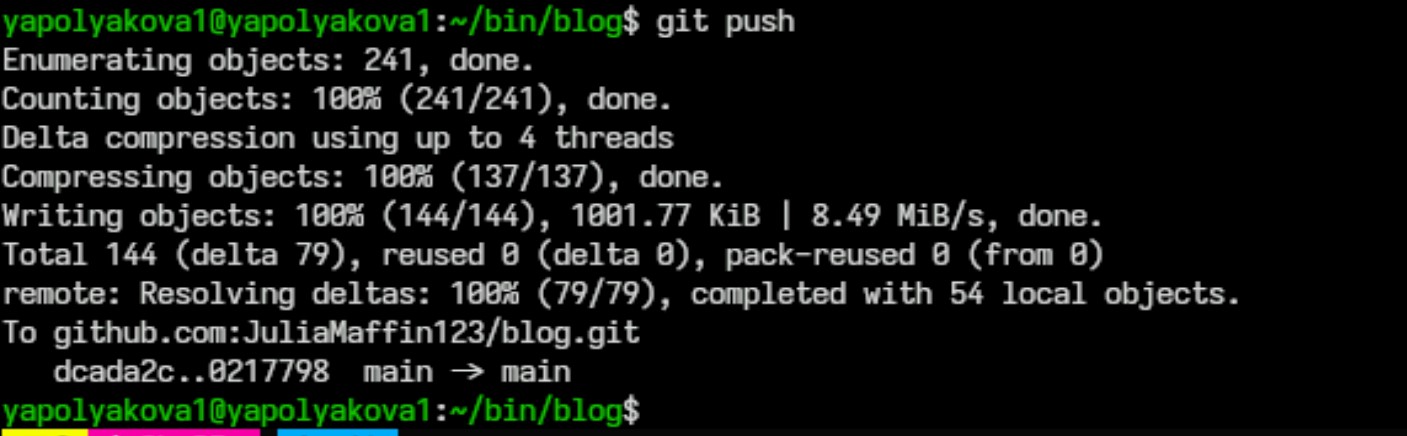 yapolyakova1@yapolyakova1:~/bin/blog$ git push
Enumerating objects: 241, done.
Counting objects: 100% (241/241), done.
Delta compression using up to 4 threads
Compressing objects: 100% (137/137), done.
Writing objects: 100% (144/144), 1001.77 KiB | 8.49 MiB/s, done.
Total 144 (delta 79), reused 0 (delta 0), pack-reused 0 (from 0)
remote: Resolving deltas: 100% (79/79), completed with 54 local objects.
To github.com:JuliaMaffin123/blog.git
   dcada2c..0217798  main -> main
yapolyakova1@yapolyakova1:~/bin/blog$